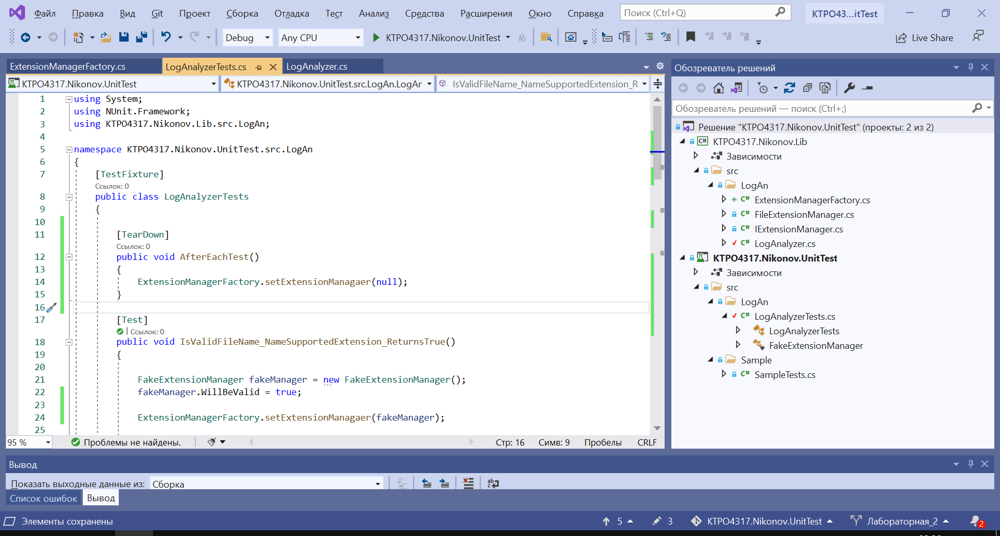 Файл Правка Вид Git Проект Сборка Отладка Тест Анализ Средства Расширения Окно Справка Поиск (Ctrl+Q) КТРО43...itTest
Debug Any CPU KTPO4317.Nikonov.UnitTest Live Share
ExtensionManagerFactory.cs LogAnalyzerTests.cs LogAnalyzer.cs
KTPO4317.Nikonov.UnitTest KTPO4317.Nikonov.UnitTest.src.LogAn.LogAr IsValidFileName_NameSupportedExtension_R
1 using System;
2 using NUnit.Framework;
3 using KTPO4317.Nikonov.Lib.src.LogAn;
4
5 namespace KTPO4317.Nikonov.UnitTest.src.LogAn
6 {
7 [TestFixture]
Ссылок: 0
8 public class LogAnalyzerTests
9 {
10
11 [TearDown]
Ссылок: 0
12 public void AfterEachTest()
13 {
14 ExtensionManagerFactory.setExtensionManagaer(null);
15 }
16
17 [Test]
Ссылок: 0
18 public void IsValidFileName_NameSupportedExtension_ReturnsTrue()
19 {
20
21 FakeExtensionManager fakeManager = new FakeExtensionManager();
22 fakeManager.WillBeValid = true;
23
24 ExtensionManagerFactory.setExtensionManagaer(fakeManager);
25
95 % Проблемы не найдены. Стр: 16 Симв: 9 Пробелы CRLF
Обозреватель решений
Обозреватель решений — поиск (Ctrl+;)
Решение "KTPO4317.Nikonov.UnitTest" (проекты: 2 из 2)
C# KTPO4317.Nikonov.Lib
Зависимости
src
LogAn
C# ExtensionManagerFactory.cs
C# FileExtensionManager.cs
C# IExtensionManager.cs
C# LogAnalyzer.cs
KTPO4317.Nikonov.UnitTest
Зависимости
src
LogAn
C# LogAnalyzerTests.cs
LogAnalyzerTests
FakeExtensionManager
Sample
C# SampleTests.cs
Вывод
Показать выходные данные из: Сборка
Список ошибок Вывод
Элементы сохранены 5 3 KTPO4317.Nikonov.UnitTest Лабораторная_2 2